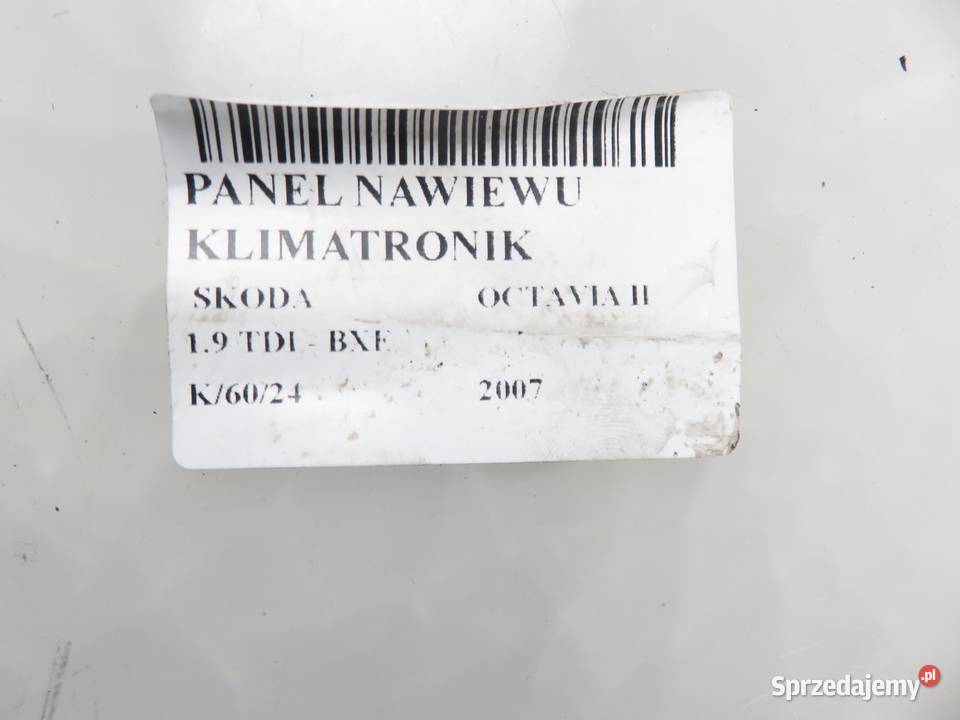 PANEL NAWIEWU
KLIMATRONIK
SKODA OCTAVIA II
1.9 TDI - BXE
K/60/24 2007
Sprzedajemy.pl